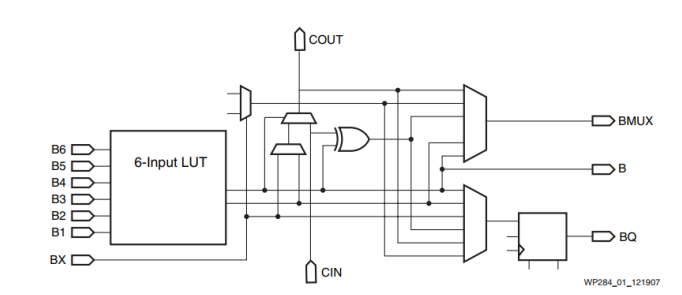 COUT
BMUX
6-Input LUT
B6
B5
B4
B3
B2
B1
B
BX
CIN
BQ
WP284_01_121907